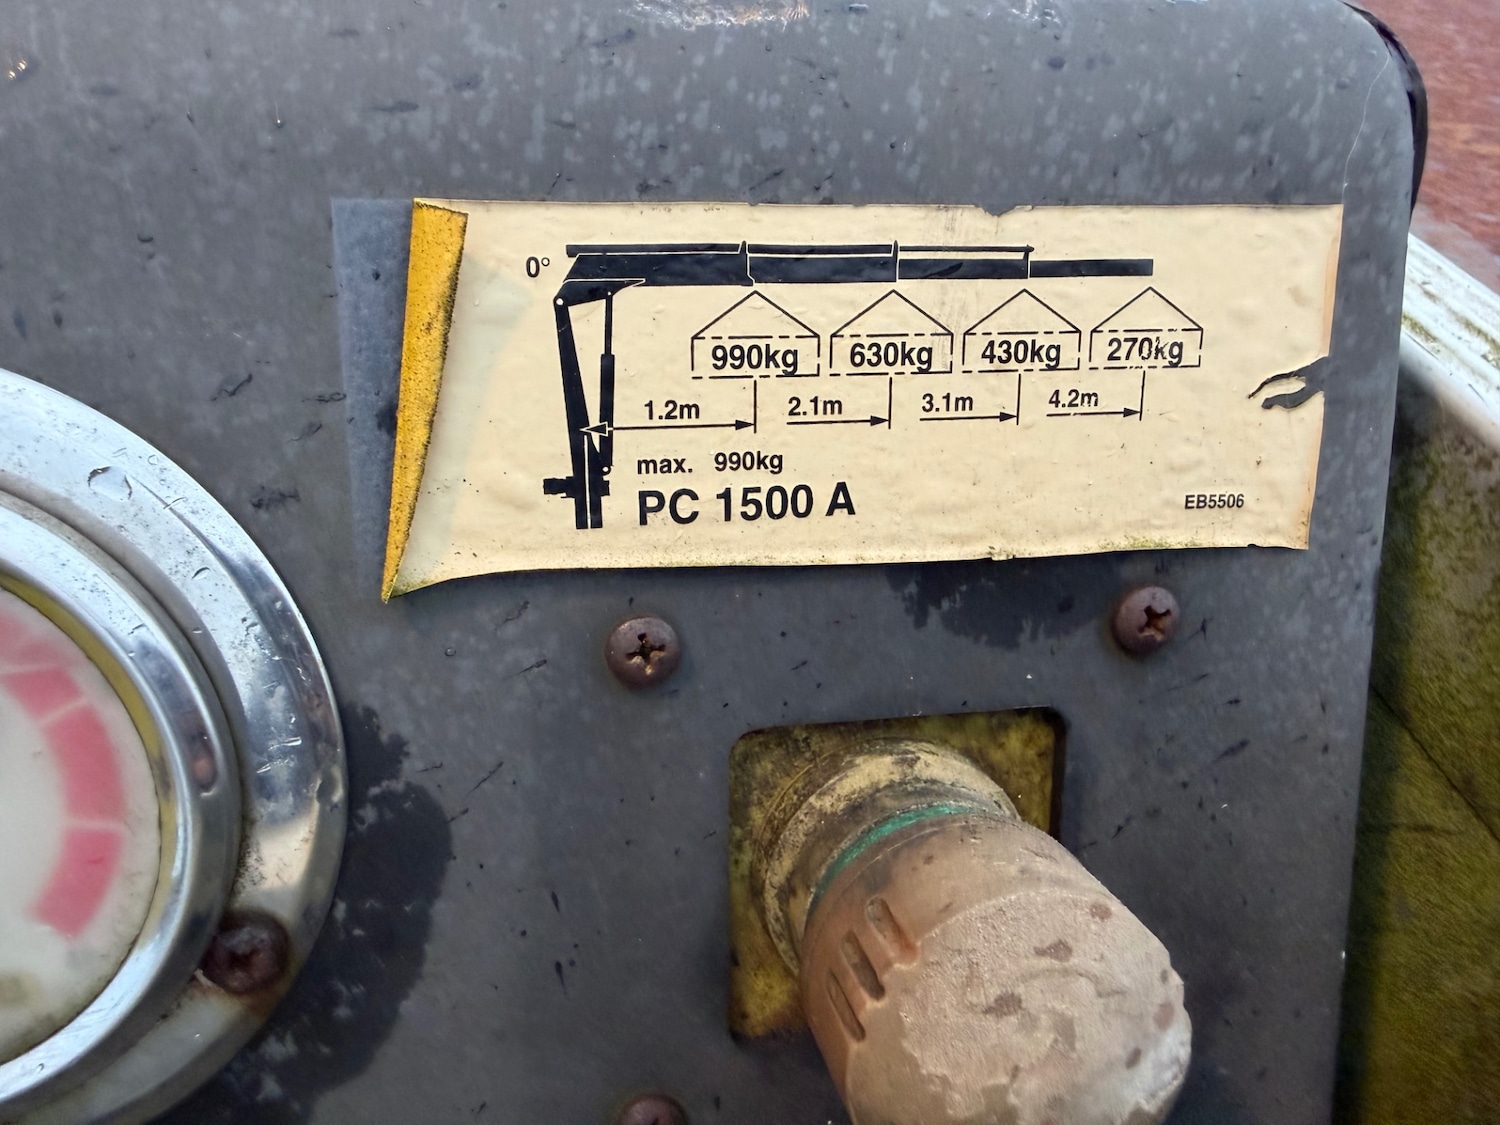 0°
990kg 630kg 430kg 270kg
1.2m 2.1m 3.1m 4.2m
max. 990kg
PC 1500 A
EB5506